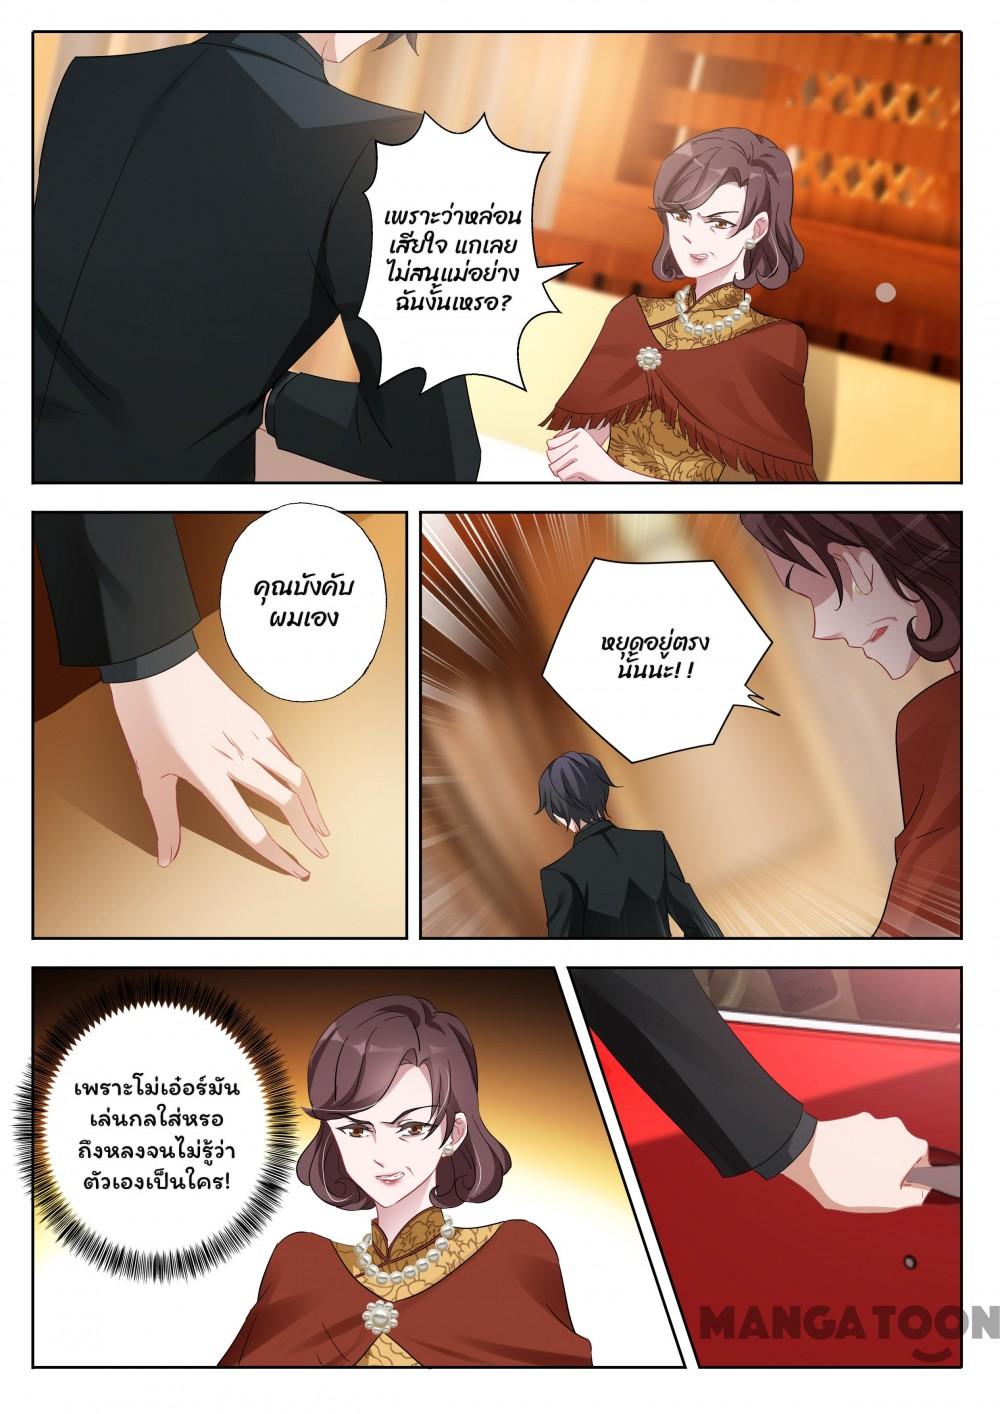 เพราะว่าหล่อน
เสียใจ แกเลย
ไม่สนแม่อย่าง
ฉันงั้นเหรอ?
คุณบังคับ
ผมเอง
หยุดอยู่ตรง
นั้นนะ!!
เพราะโม่เอ๋อร์มัน
เล่นกลใส่หรอ
ถึงหลงจนไม่รู้ว่า
ตัวเองเป็นใคร!
MANGATOON